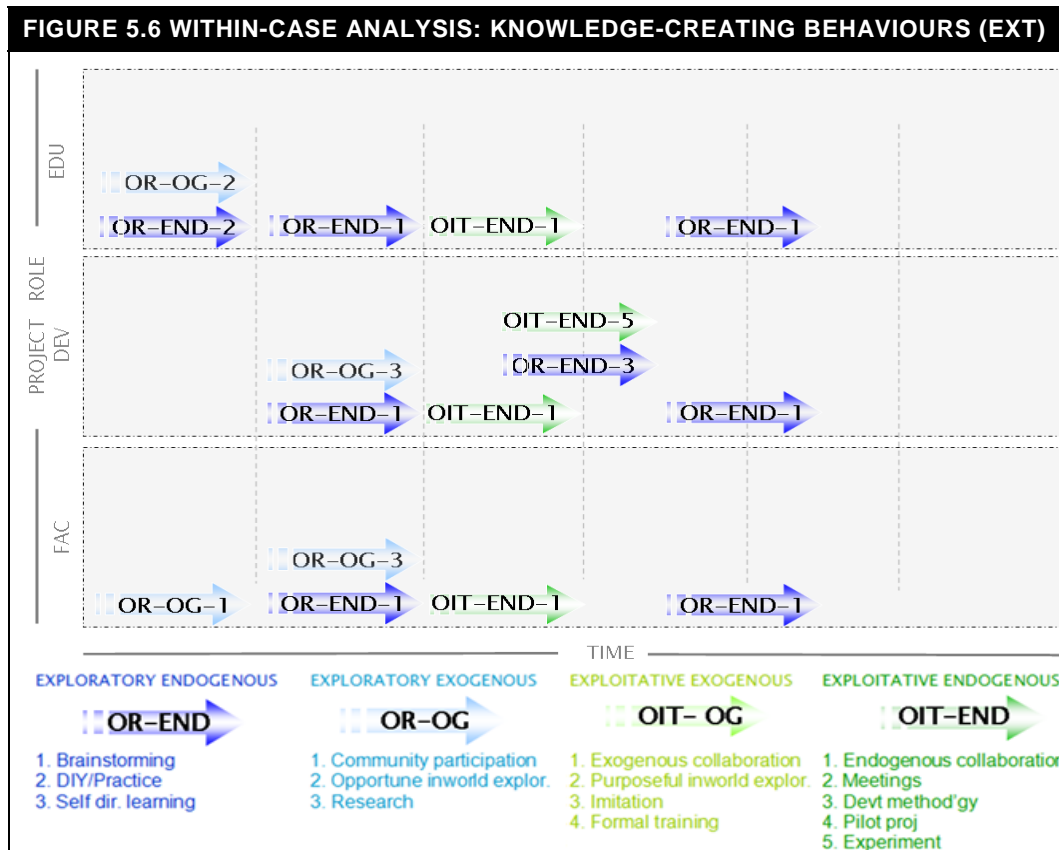 FIGURE 5.6 WITHIN-CASE ANALYSIS: KNOWLEDGE-CREATING BEHAVIOURS (EXT)
PROJECT ROLE
EDU
OR-OG-2
OR-END-2 OR-END-1 OIT-END-1 OR-END-1
DEV
OIT-END-5
OR-OG-3 OR-END-3
OR-END-1 OIT-END-1 OR-END-1
FAC
OR-OG-3
OR-OG-1 OR-END-1 OIT-END-1 OR-END-1
TIME
EXPLORATORY ENDOGENOUS
OR-END
1. Brainstorming
2. DIY/Practice
3. Self dir. learning
EXPLORATORY EXOGENOUS
OR-OG
1. Community participation
2. Opportune inworld explor.
3. Research
EXPLOITATIVE EXOGENOUS
OIT- OG
1. Exogenous collaboration
2. Purposeful inworld explor.
3. Imitation
4. Formal training
EXPLOITATIVE ENDOGENOUS
OIT-END
1. Endogenous collaboration
2. Meetings
3. Devt method'gy
4. Pilot proj
5. Experiment